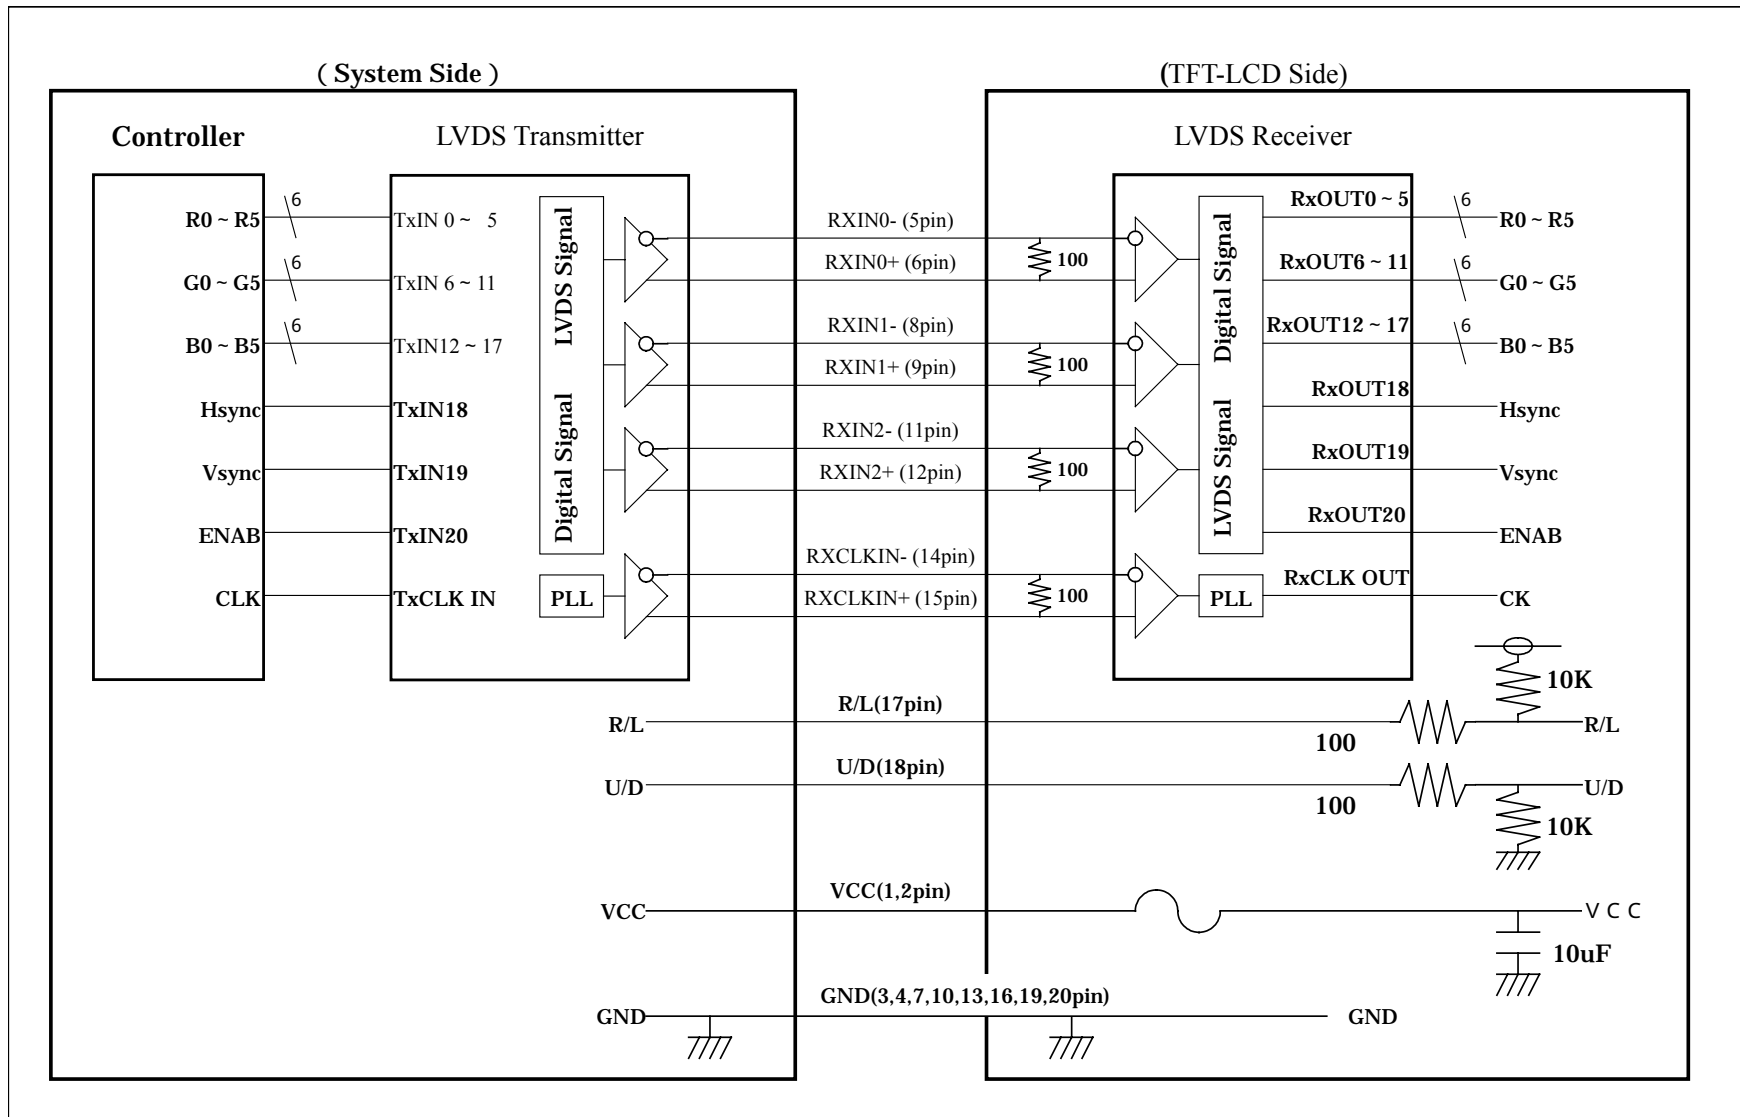 ( System Side )
(TFT-LCD Side)
Controller
LVDS Transmitter
LVDS Receiver
R0 ~ R5
6
TxIN 0 ~ 5
G0 ~ G5
6
TxIN 6 ~ 11
B0 ~ B5
6
TxIN12 ~ 17
Hsync
TxIN18
Vsync
TxIN19
ENAB
TxIN20
CLK
TxCLK IN
LVDS Signal
Digital Signal
PLL
RXIN0- (5pin)
RXIN0+ (6pin)
100
RXIN1- (8pin)
RXIN1+ (9pin)
100
RXIN2- (11pin)
RXIN2+ (12pin)
100
RXCLKIN- (14pin)
RXCLKIN+ (15pin)
100
Digital Signal
LVDS Signal
PLL
RxOUT0 ~ 5
6
R0 ~ R5
RxOUT6 ~ 11
6
G0 ~ G5
RxOUT12 ~ 17
6
B0 ~ B5
RxOUT18
Hsync
RxOUT19
Vsync
RxOUT20
ENAB
RxCLK OUT
CK
10K
R/L
R/L(17pin)
100
R/L
U/D
U/D(18pin)
100
U/D
10K
VCC
VCC(1,2pin)
V C C
10uF
GND
GND(3,4,7,10,13,16,19,20pin)
GND